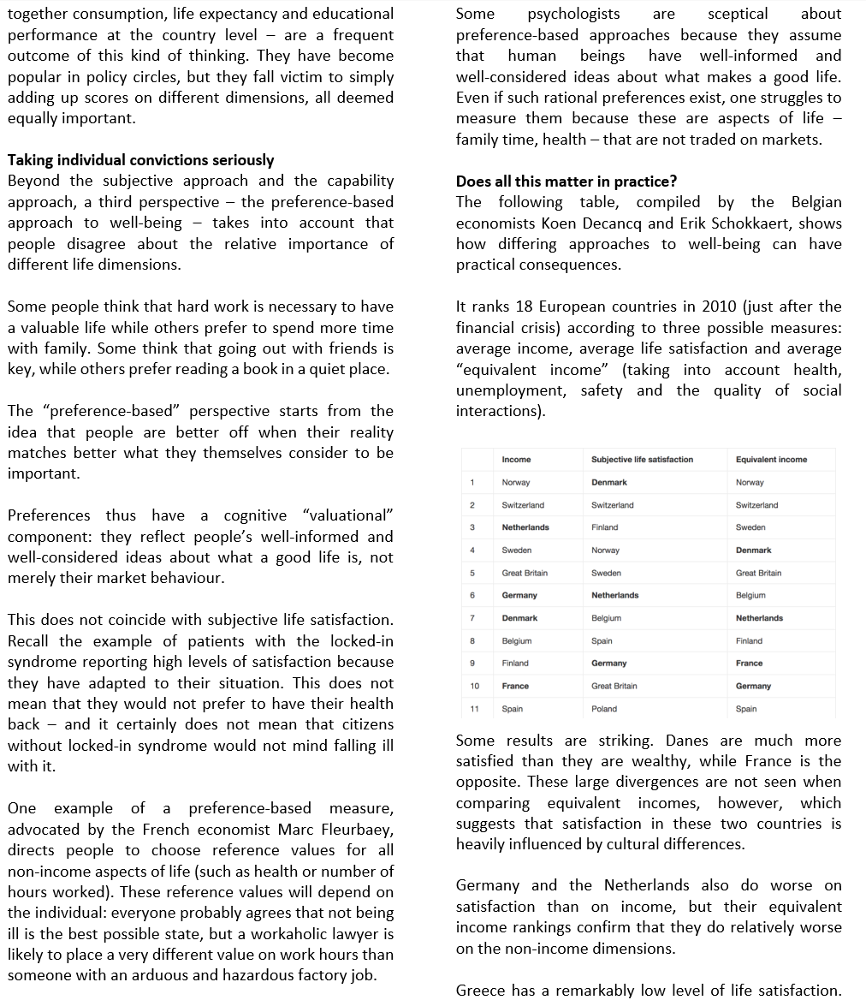 together consumption, life expectancy and educational
performance at the country level – are a frequent
outcome of this kind of thinking. They have become
popular in policy circles, but they fall victim to simply
adding up scores on different dimensions, all deemed
equally important.
Taking individual convictions seriously
Beyond the subjective approach and the capability
approach, a third perspective – the preference-based
approach to well-being – takes into account that
people disagree about the relative importance of
different life dimensions.
Some people think that hard work is necessary to have
a valuable life while others prefer to spend more time
with family. Some think that going out with friends is
key, while others prefer reading a book in a quiet place.
The “preference-based” perspective starts from the
idea that people are better off when their reality
matches better what they themselves consider to be
important.
Preferences thus have a cognitive “valuational”
component: they reflect people’s well-informed and
well-considered ideas about what a good life is, not
merely their market behaviour.
This does not coincide with subjective life satisfaction.
Recall the example of patients with the locked-in
syndrome reporting high levels of satisfaction because
they have adapted to their situation. This does not
mean that they would not prefer to have their health
back – and it certainly does not mean that citizens
without locked-in syndrome would not mind falling ill
with it.
One example of a preference-based measure,
advocated by the French economist Marc Fleurbaey,
directs people to choose reference values for all
non-income aspects of life (such as health or number of
hours worked). These reference values will depend on
the individual: everyone probably agrees that not being
ill is the best possible state, but a workaholic lawyer is
likely to place a very different value on work hours than
someone with an arduous and hazardous factory job.
Some psychologists are sceptical about
preference-based approaches because they assume
that human beings have well-informed and
well-considered ideas about what makes a good life.
Even if such rational preferences exist, one struggles to
measure them because these are aspects of life –
family time, health – that are not traded on markets.
Does all this matter in practice?
The following table, compiled by the Belgian
economists Koen Decancq and Erik Schokkaert, shows
how differing approaches to well-being can have
practical consequences.
It ranks 18 European countries in 2010 (just after the
financial crisis) according to three possible measures:
average income, average life satisfaction and average
“equivalent income” (taking into account health,
unemployment, safety and the quality of social
interactions).
Income Subjective life satisfaction Equivalent income
1 Norway Denmark Norway
2 Switzerland Switzerland Switzerland
3 Netherlands Finland Sweden
4 Sweden Norway Denmark
5 Great Britain Sweden Great Britain
6 Germany Netherlands Belgium
7 Denmark Belgium Netherlands
8 Belgium Spain Finland
9 Finland Germany France
10 France Great Britain Germany
11 Spain Poland Spain
Some results are striking. Danes are much more
satisfied than they are wealthy, while France is the
opposite. These large divergences are not seen when
comparing equivalent incomes, however, which
suggests that satisfaction in these two countries is
heavily influenced by cultural differences.
Germany and the Netherlands also do worse on
satisfaction than on income, but their equivalent
income rankings confirm that they do relatively worse
on the non-income dimensions.
Greece has a remarkably low level of life satisfaction.